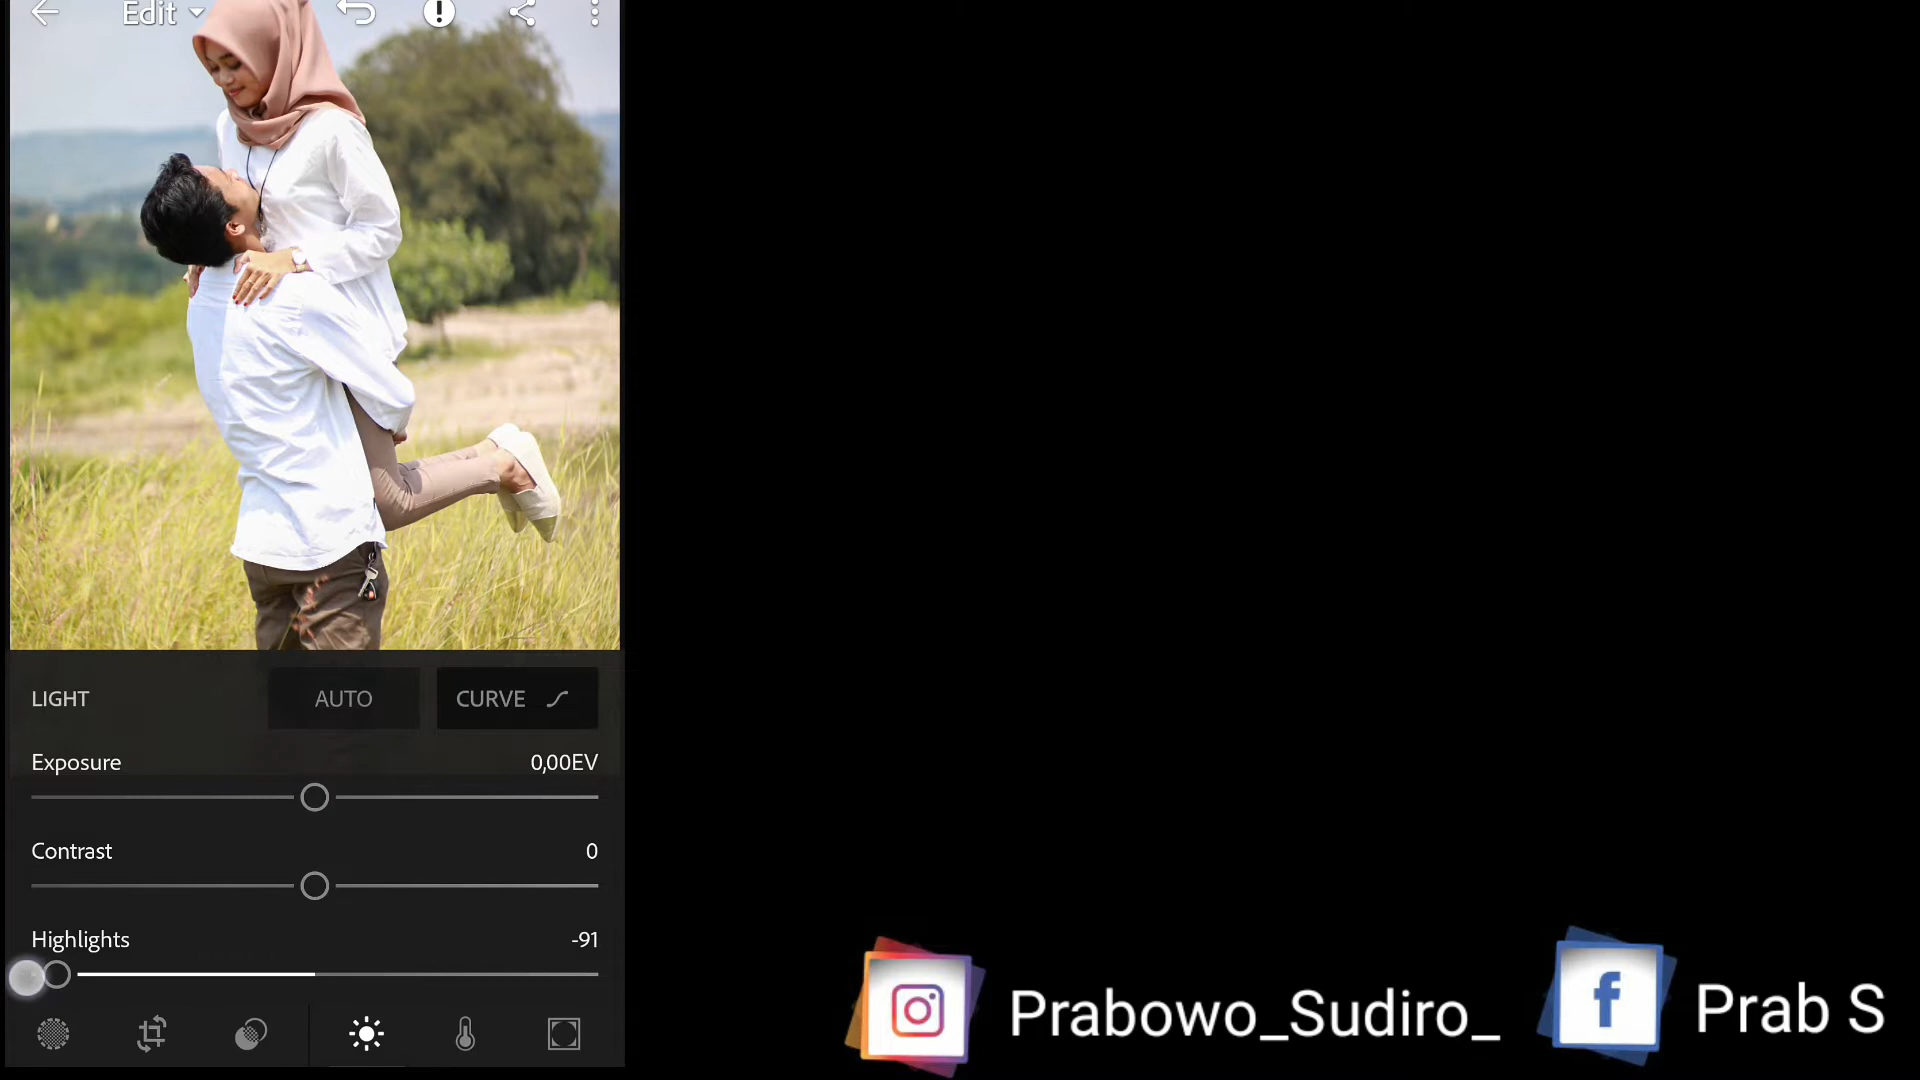 Edit
LIGHT
AUTO
CURVE
Exposure
0,00EV
Contrast
0
Highlights
-91
Prabowo_Sudiro_
Prab S